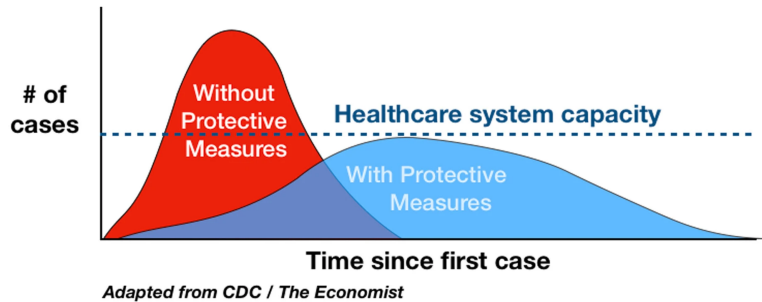 # of
cases
Without
Protective
Measures
Healthcare system capacity
With Protective
Measures
Time since first case
Adapted from CDC / The Economist